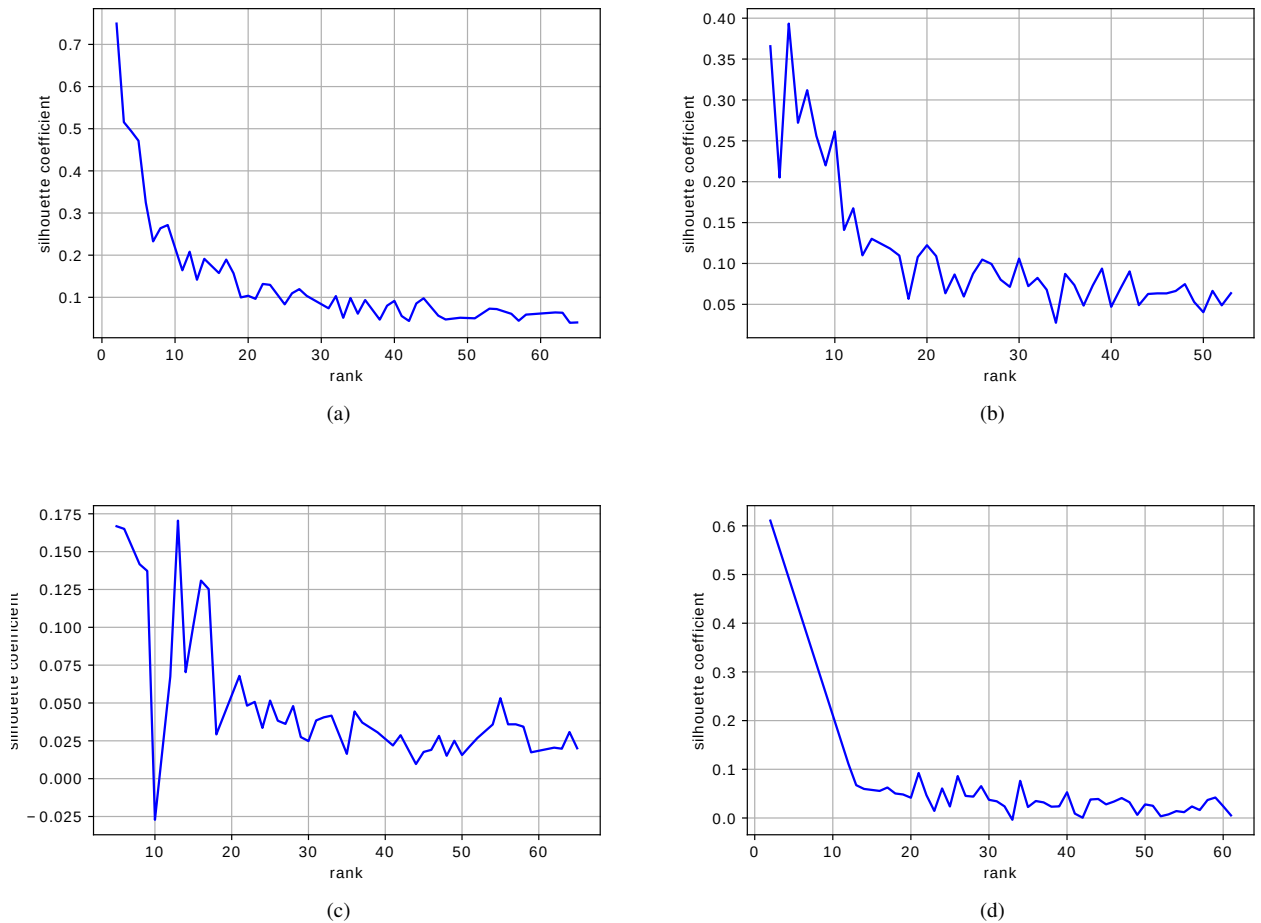 0.7
0.6
0.5
0.4
0.3
0.2
0.1
silhouette coefficient
0 10 20 30 40 50 60
rank
(a)
0.40
0.35
0.30
0.25
0.20
0.15
0.10
0.05
silhouette coefficient
10 20 30 40 50
rank
(b)
0.175
0.150
0.125
0.100
0.075
0.050
0.025
0.000
−0.025
silhouette coefficient
10 20 30 40 50 60
rank
(c)
0.6
0.5
0.4
0.3
0.2
0.1
0.0
silhouette coefficient
0 10 20 30 40 50 60
rank
(d)